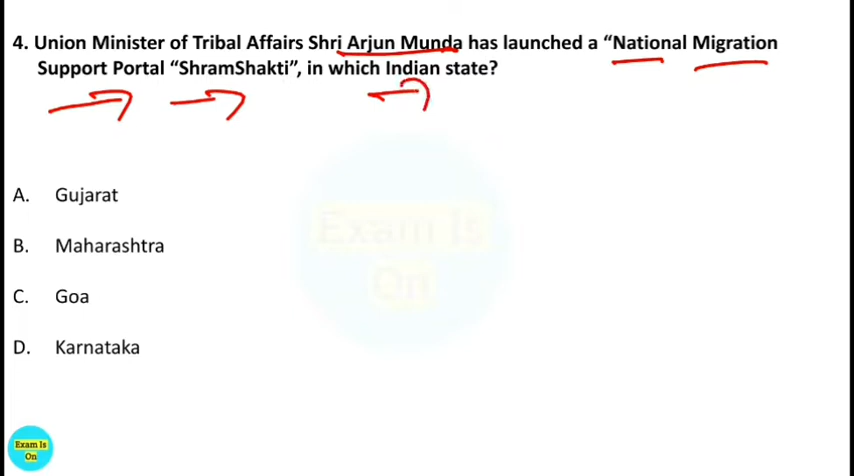 4. Union Minister of Tribal Affairs Shri Arjun Munda has launched a “National Migration
Support Portal “ShramShakti”, in which Indian state?
A. Gujarat
Exam Is
B. Maharashtra
On
C. Goa
D. Karnataka
Exam Is
On